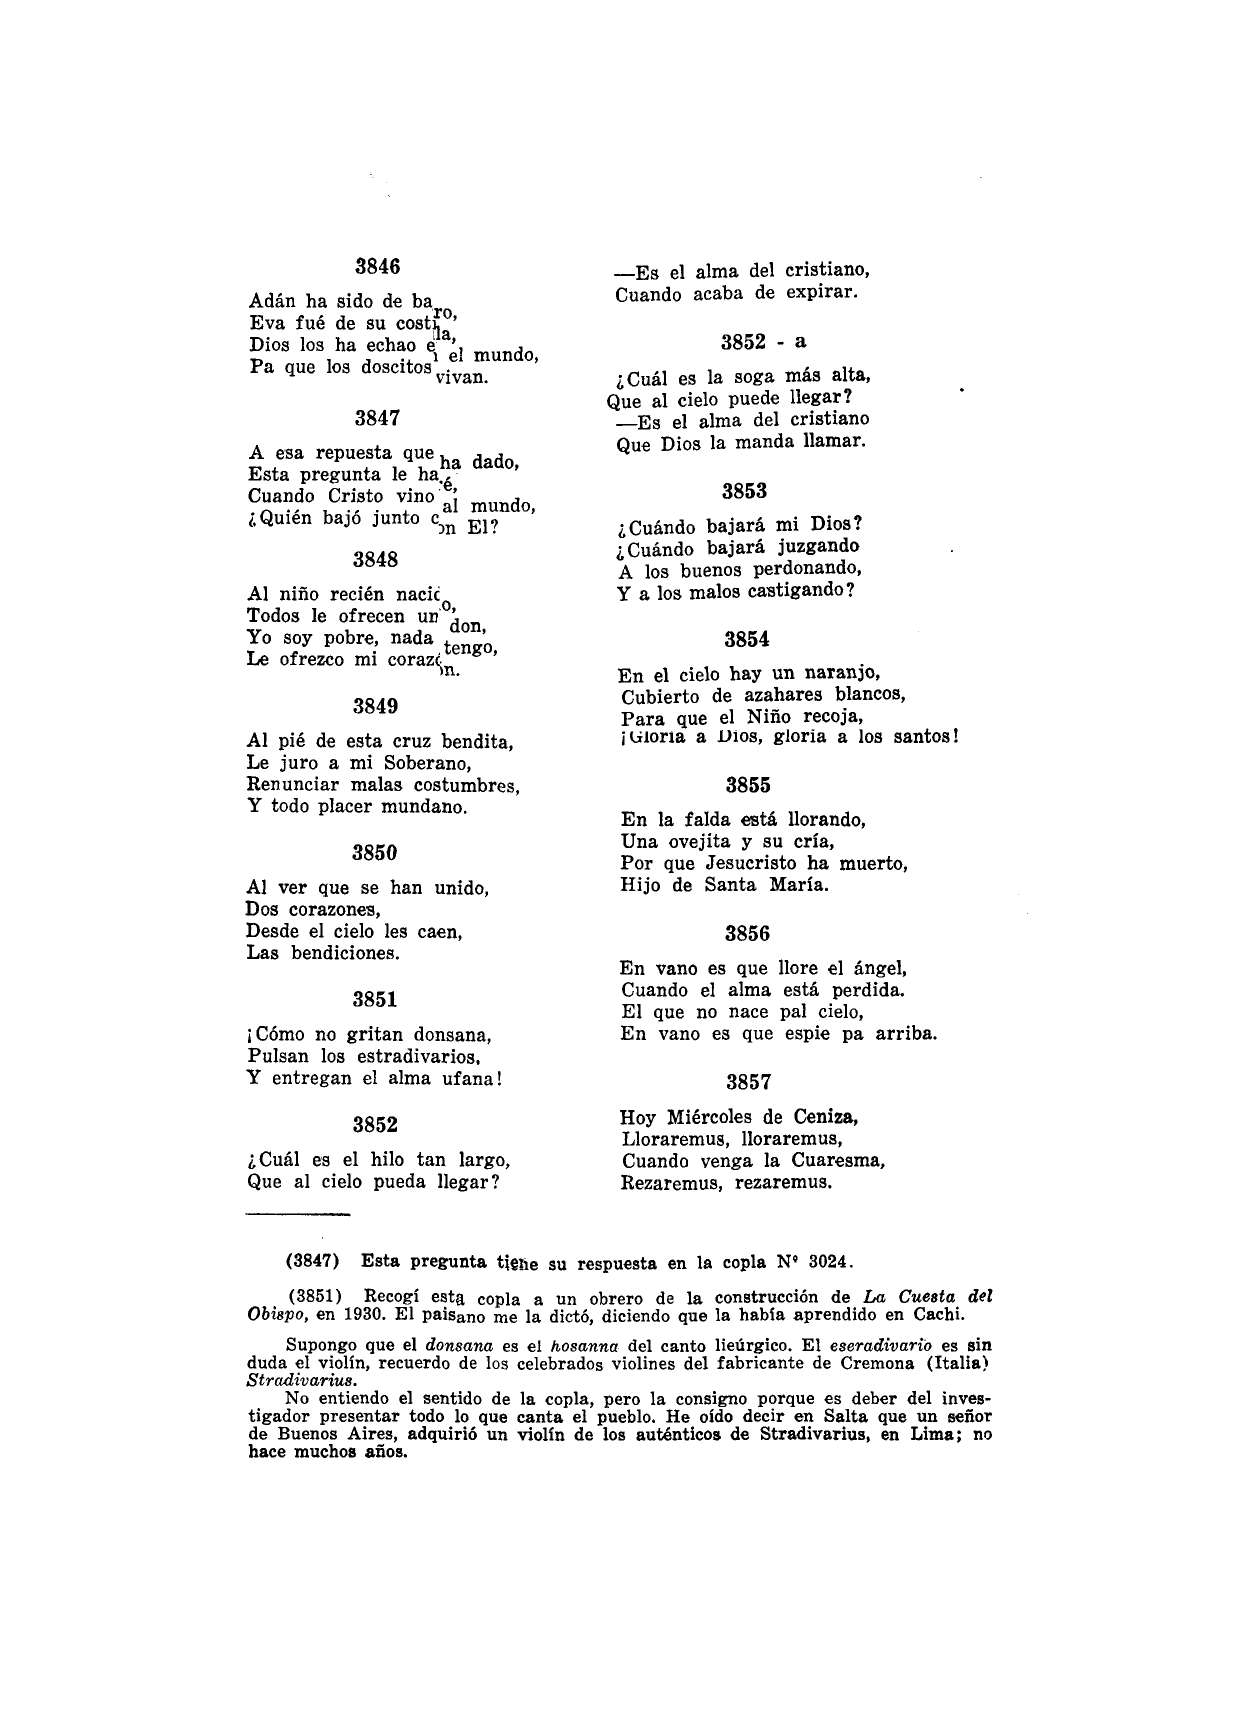 3846
Adán ha sido de baro,
Eva fué de su costilla,
Dios los ha echao el el mundo,
Pa que los doscitos vivan.
3847
A esa repuesta que ha dado,
Esta pregunta le haré,
Cuando Cristo vino al mundo,
¿Quién bajó junto con El?
3848
Al niño recién nacio,
Todos le ofrecen un don,
Yo soy pobre, nada tengo,
Le ofrezco mi corazón.
3849
Al pié de esta cruz bendita,
Le juro a mi Soberano,
Renunciar malas costumbres,
Y todo placer mundano.
3850
Al ver que se han unido,
Dos corazones,
Desde el cielo les caen,
Las bendiciones.
3851
¡Cómo no gritan donsana,
Pulsan los estradivarios,
Y entregan el alma ufana!
3852
¿Cuál es el hilo tan largo,
Que al cielo pueda llegar?
—Es el alma del cristiano,
Cuando acaba de expirar.
3852 - a
¿Cuál es la soga más alta,
Que al cielo puede llegar?
—Es el alma del cristiano
Que Dios la manda llamar.
3853
¿Cuándo bajará mi Dios?
¿Cuándo bajará juzgando
A los buenos perdonando,
Y a los malos castigando?
3854
En el cielo hay un naranjo,
Cubierto de azahares blancos,
Para que el Niño recoja,
¡Gloria a Dios, gloria a los santos!
3855
En la falda está llorando,
Una ovejita y su cría,
Por que Jesucristo ha muerto,
Hijo de Santa María.
3856
En vano es que llore el ángel,
Cuando el alma está perdida.
El que no nace pal cielo,
En vano es que espie pa arriba.
3857
Hoy Miércoles de Ceniza,
Lloraremus, lloraremus,
Cuando venga la Cuaresma,
Rezaremus, rezaremus.
(3847) Esta pregunta tiene su respuesta en la copla Nº 3024.
(3851) Recogí esta copla a un obrero de la construcción de La Cuesta del
Obispo, en 1930. El paisano me la dictó, diciendo que la había aprendido en Cachi.
Supongo que el donsana es el hosanna del canto lieúrgico. El eseradivario es sin
duda el violín, recuerdo de los celebrados violines del fabricante de Cremona (Italia)
Stradivarius.
No entiendo el sentido de la copla, pero la consigno porque es deber del inves-
tigador presentar todo lo que canta el pueblo. He oído decir en Salta que un señor
de Buenos Aires, adquirió un violín de los auténticos de Stradivarius, en Lima; no
hace muchos años.